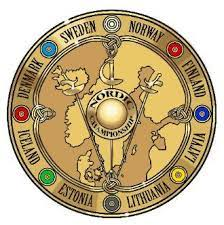 SWEDEN
NORWAY
FINLAND
LATVIA
LITHUANIA
ESTONIA
ICELAND
DENMARK
NORDIC
CHAMPIONSHIP